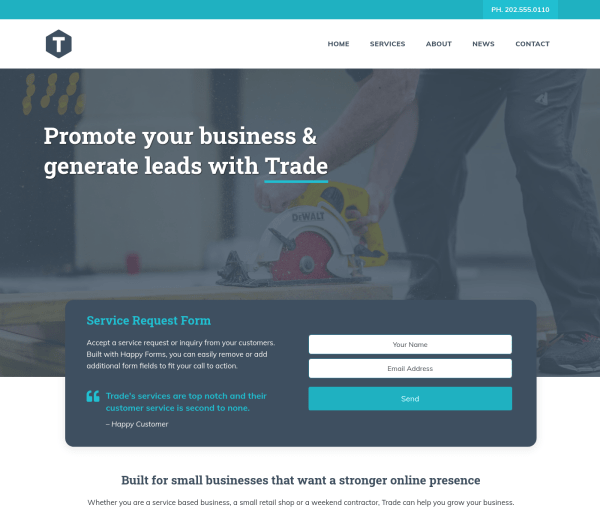 PH. 202.555.0110
T
HOME SERVICES ABOUT NEWS CONTACT
Promote your business &
generate leads with Trade
DEWALT
Service Request Form
Accept a service request or inquiry from your customers.
Built with Happy Forms, you can easily remove or add
additional form fields to fit your call to action.
Trade's services are top notch and their
customer service is second to none.
– Happy Customer
Your Name
Email Address
Send
Built for small businesses that want a stronger online presence
Whether you are a service based business, a small retail shop or a weekend contractor, Trade can help you grow your business.